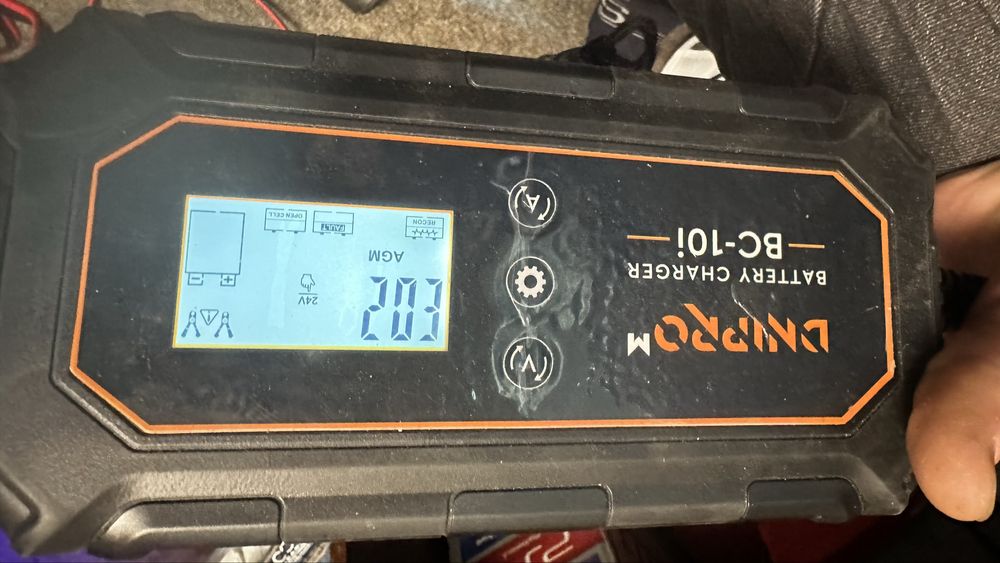 DNIPRO M
BATTERY CHARGER
BC-10i
V
A
E02
24V
AGM
RECON
FAULT
OPEN CELL
+ −